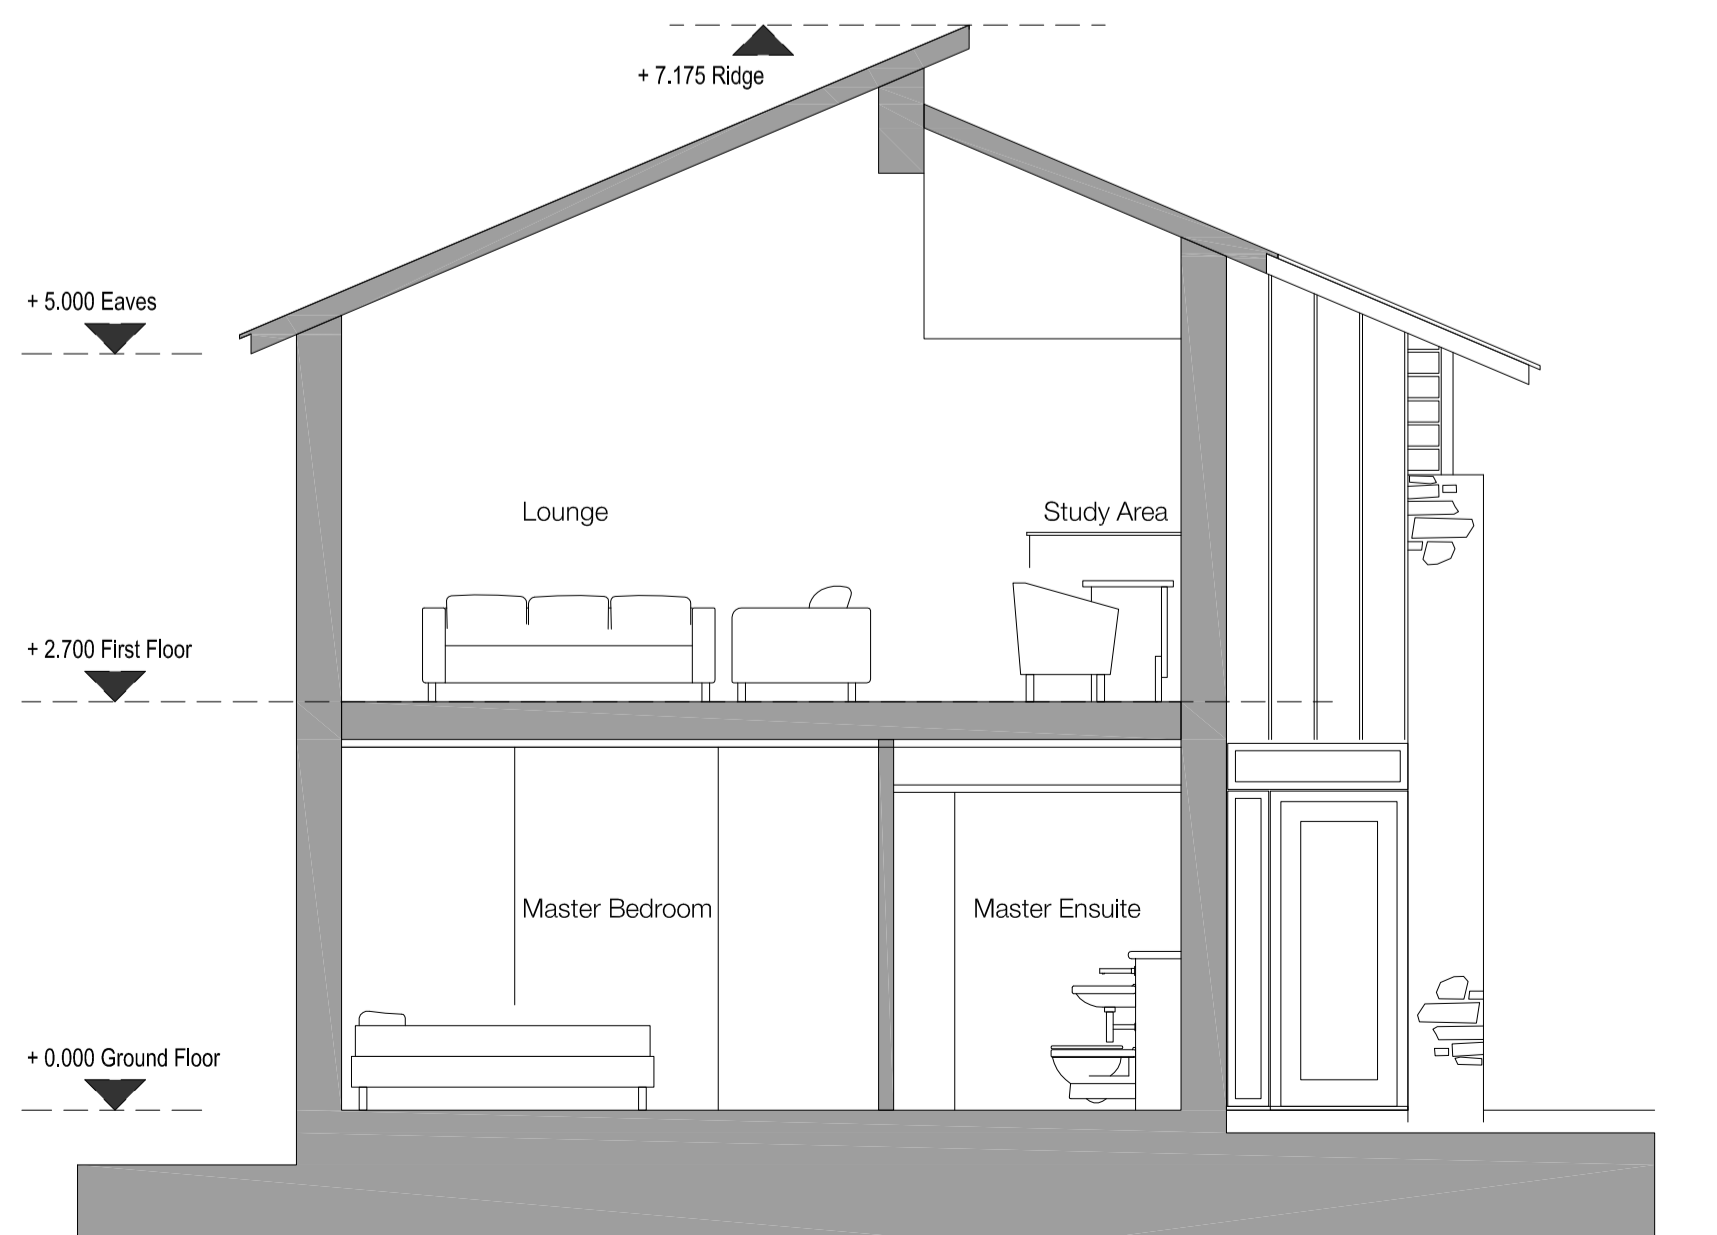 + 7.175 Ridge
+ 5.000 Eaves
Lounge
Study Area
+ 2.700 First Floor
Master Bedroom
Master Ensuite
+ 0.000 Ground Floor